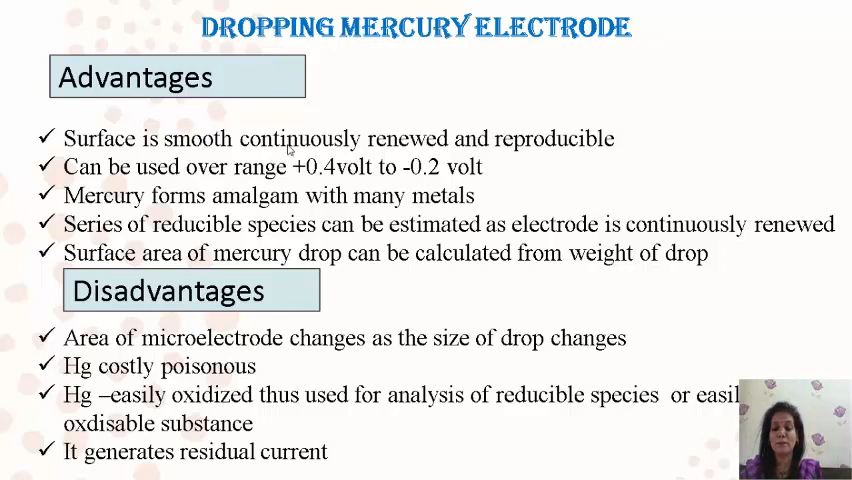 DROPPING MERCURY ELECTRODE
Advantages
✓ Surface is smooth continuously renewed and reproducible
✓ Can be used over range +0.4volt to -0.2 volt
✓ Mercury forms amalgam with many metals
✓ Series of reducible species can be estimated as electrode is continuously renewed
✓ Surface area of mercury drop can be calculated from weight of drop
Disadvantages
✓ Area of microelectrode changes as the size of drop changes
✓ Hg costly poisonous
✓ Hg –easily oxidized thus used for analysis of reducible species or easil
oxdisable substance
✓ It generates residual current